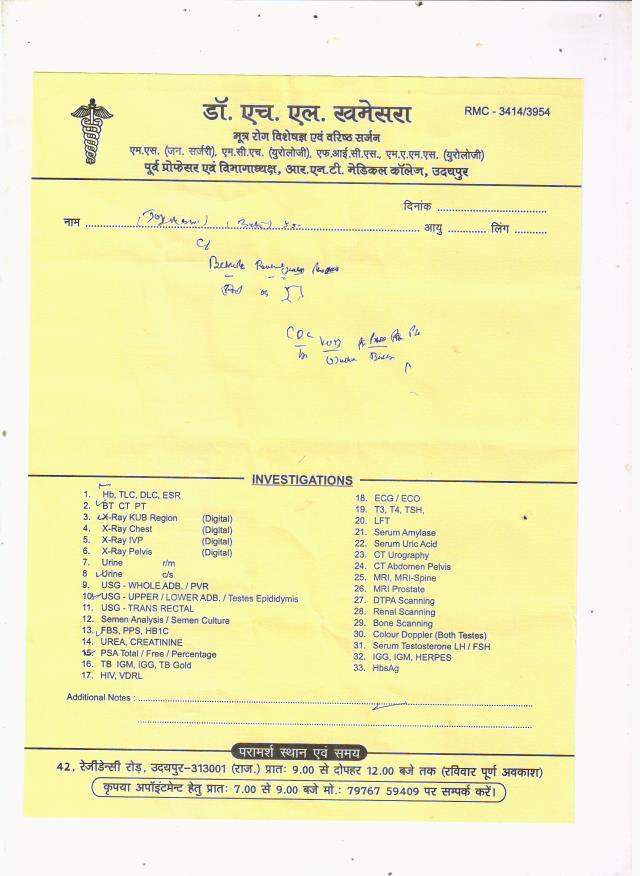 डॉ. एच. एल. खमेसरा
RMC - 3414/3954
मूत्र रोग विशेषज्ञ एवं वरिष्ठ सर्जन
एम.एस. (जन. सर्जरी), एम.सी.एच. (युरोलोजी), एफ.आई.सी.एस., एम.ए.एम.एस. (युरोलोजी)
पूर्व प्रोफेसर एवं विभागाध्यक्ष, आर.एन.टी. मेडिकल कॉलेज, उदयपुर
दिनांक
नाम आयु लिंग
INVESTIGATIONS
1. Hb, TLC, DLC, ESR
2. BT CT PT
3. X-Ray KUB Region (Digital)
4. X-Ray Chest (Digital)
5. X-Ray IVP (Digital)
6. X-Ray Pelvis (Digital)
7. Urine r/m
8. Urine c/s
9. USG - WHOLE ADB. / PVR
10. USG - UPPER / LOWER ADB. / Testes Epididymis
11. USG - TRANS RECTAL
12. Semen Analysis / Semen Culture
13. FBS, PPS, HB1C
14. UREA, CREATININE
15. PSA Total / Free / Percentage
16. TB IGM, IGG, TB Gold
17. HIV, VDRL
18. ECG / ECO
19. T3, T4, TSH,
20. LFT
21. Serum Amylase
22. Serum Uric Acid
23. CT Urography
24. CT Abdomen Pelvis
25. MRI, MRI-Spine
26. MRI Prostate
27. DTPA Scanning
28. Renal Scanning
29. Bone Scanning
30. Colour Doppler (Both Testes)
31. Serum Testosterone LH / FSH
32. IGG, IGM, HERPES
33. HbsAg
Additional Notes :
परामर्श स्थान एवं समय
42, रेजीडेन्सी रोड़, उदयपुर-313001 (राज.) प्रातः 9.00 से दोपहर 12.00 बजे तक (रविवार पूर्ण अवकाश)
कृपया अपॉइंटमेन्ट हेतु प्रातः 7.00 से 9.00 बजे मो.: 79767 59409 पर सम्पर्क करें।